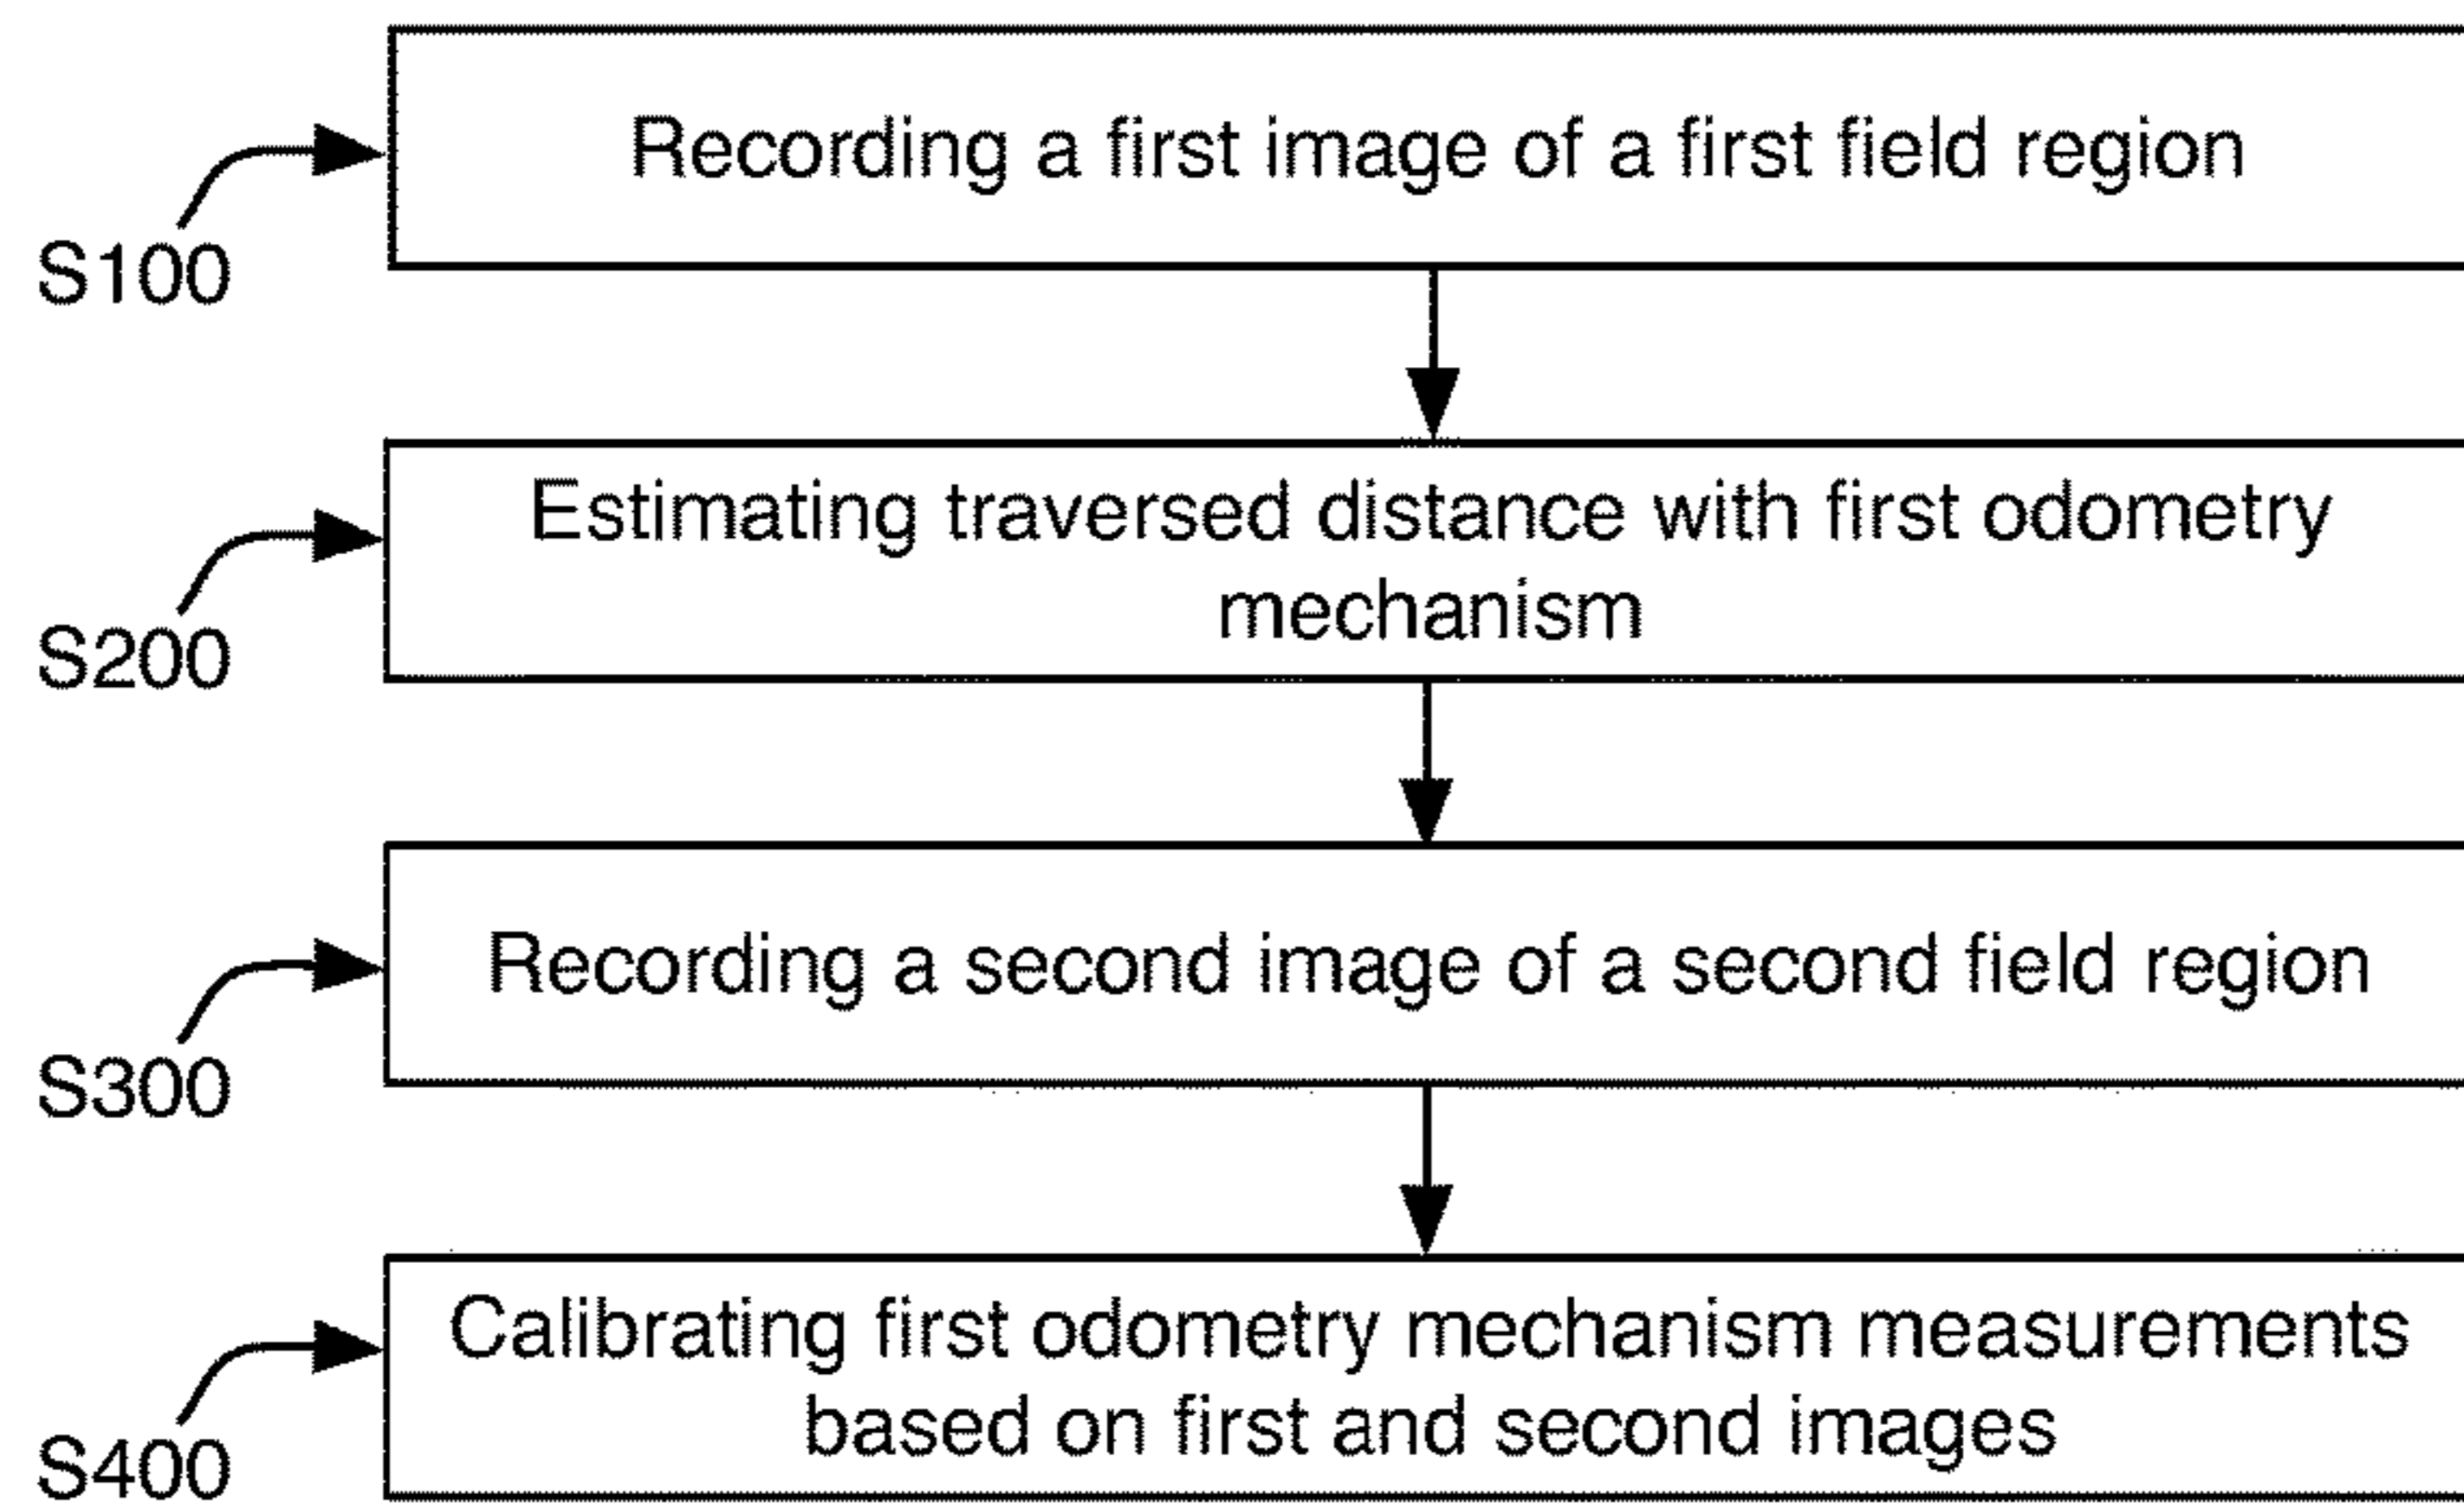 Recording a first image of a first field region
S100
Estimating traversed distance with first odometry
mechanism
S200
Recording a second image of a second field region
S300
Calibrating first odometry mechanism measurements
based on first and second images
S400